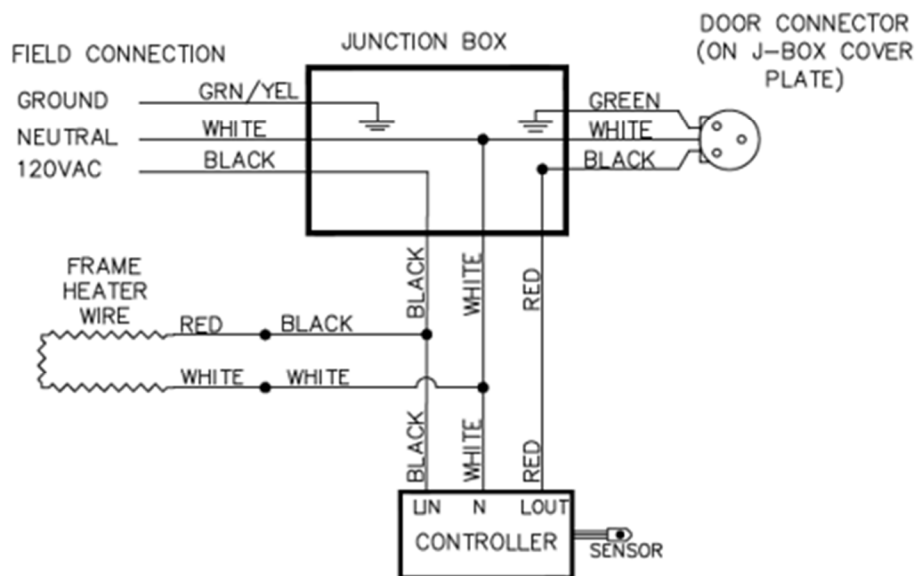 FIELD CONNECTION
JUNCTION BOX
DOOR CONNECTOR
(ON J-BOX COVER
PLATE)
GROUND
GRN/YEL
GREEN
NEUTRAL
WHITE
WHITE
120VAC
BLACK
BLACK
FRAME
HEATER
WIRE
BLACK
WHITE
RED
RED
BLACK
WHITE
WHITE
BLACK
WHITE
RED
LIN
N
LOUT
CONTROLLER
SENSOR